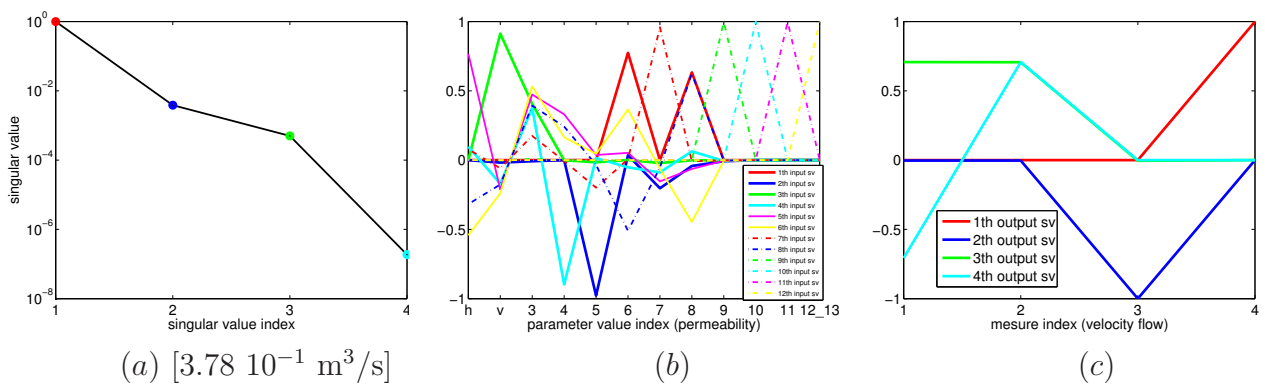 10^0
10^-2
10^-4
10^-6
10^-8
singular value
1 2 3 4
singular value index
(a) [3.78 10^-1 m^3/s]
1
0.5
0
−0.5
−1
h v 3 4 5 6 7 8 9 10 11 12_13
parameter value index (permeability)
1th input sv
2th input sv
3th input sv
4th input sv
5th input sv
6th input sv
7th input sv
8th input sv
9th input sv
10th input sv
11th input sv
12th input sv
(b)
1
0.5
0
−0.5
−1
1 2 3 4
mesure index (velocity flow)
1th output sv
2th output sv
3th output sv
4th output sv
(c)